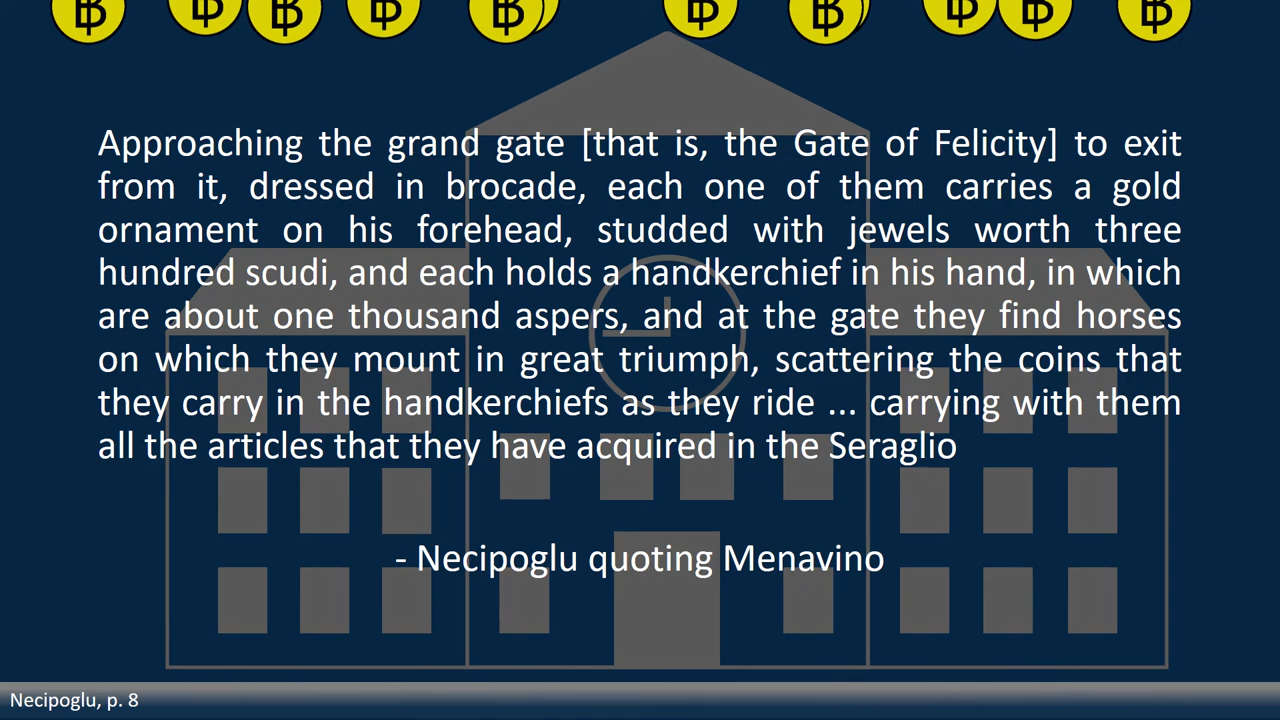 Approaching the grand gate [that is, the Gate of Felicity] to exit
from it, dressed in brocade, each one of them carries a gold
ornament on his forehead, studded with jewels worth three
hundred scudi, and each holds a handkerchief in his hand, in which
are about one thousand aspers, and at the gate they find horses
on which they mount in great triumph, scattering the coins that
they carry in the handkerchiefs as they ride ... carrying with them
all the articles that they have acquired in the Seraglio
- Necipoglu quoting Menavino
Necipoglu, p. 8